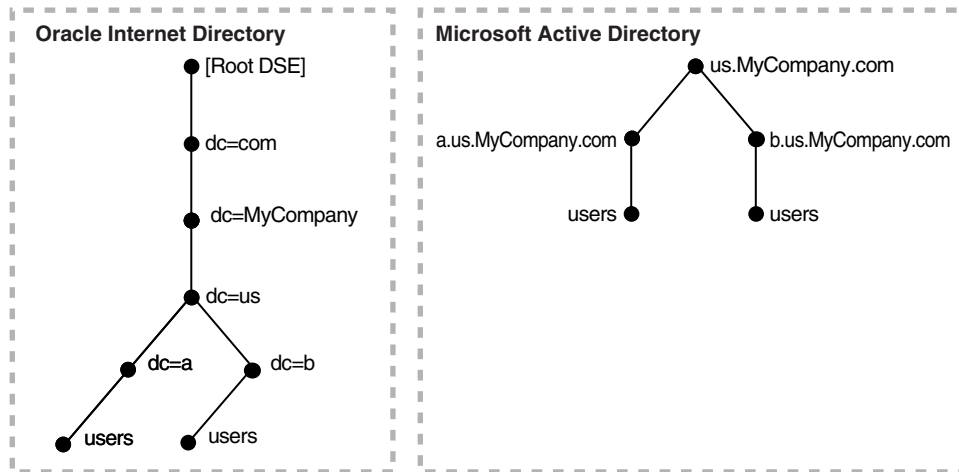 Oracle Internet Directory
[Root DSE]
dc=com
dc=MyCompany
dc=us
dc=a
dc=b
users
users
Microsoft Active Directory
us.MyCompany.com
a.us.MyCompany.com
b.us.MyCompany.com
users
users